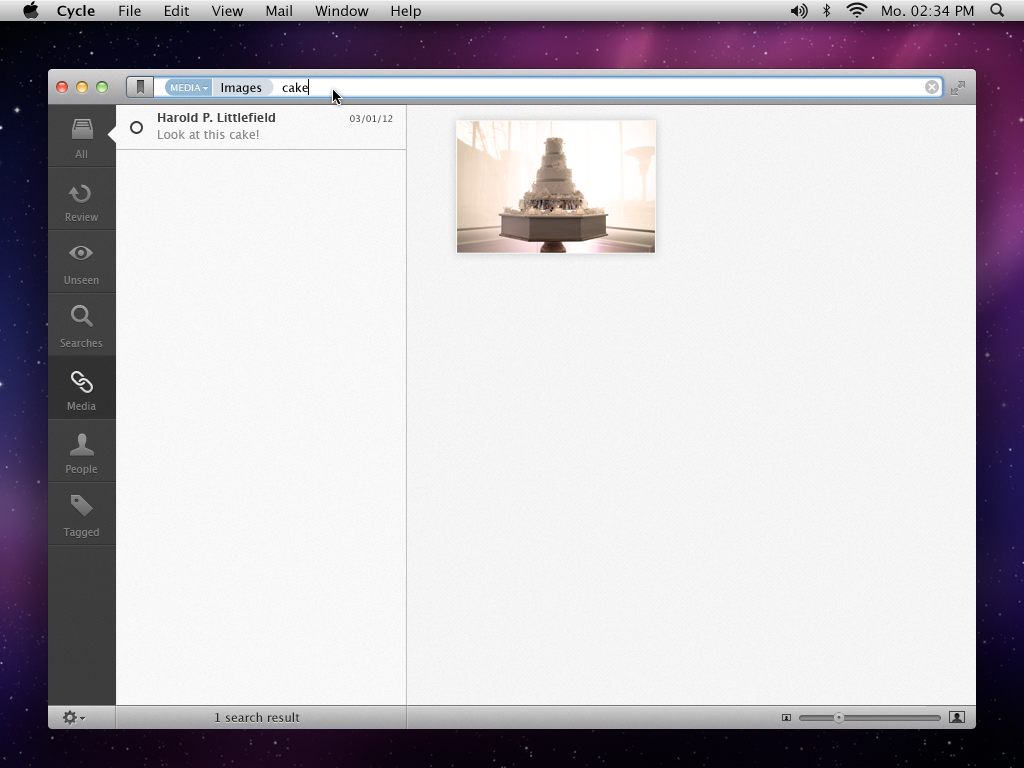 Cycle File Edit View Mail Window Help Mo. 02:34 PM
MEDIA Images cake
Harold P. Littlefield 03/01/12
Look at this cake!
All
Review
Unseen
Searches
Media
People
Tagged
1 search result